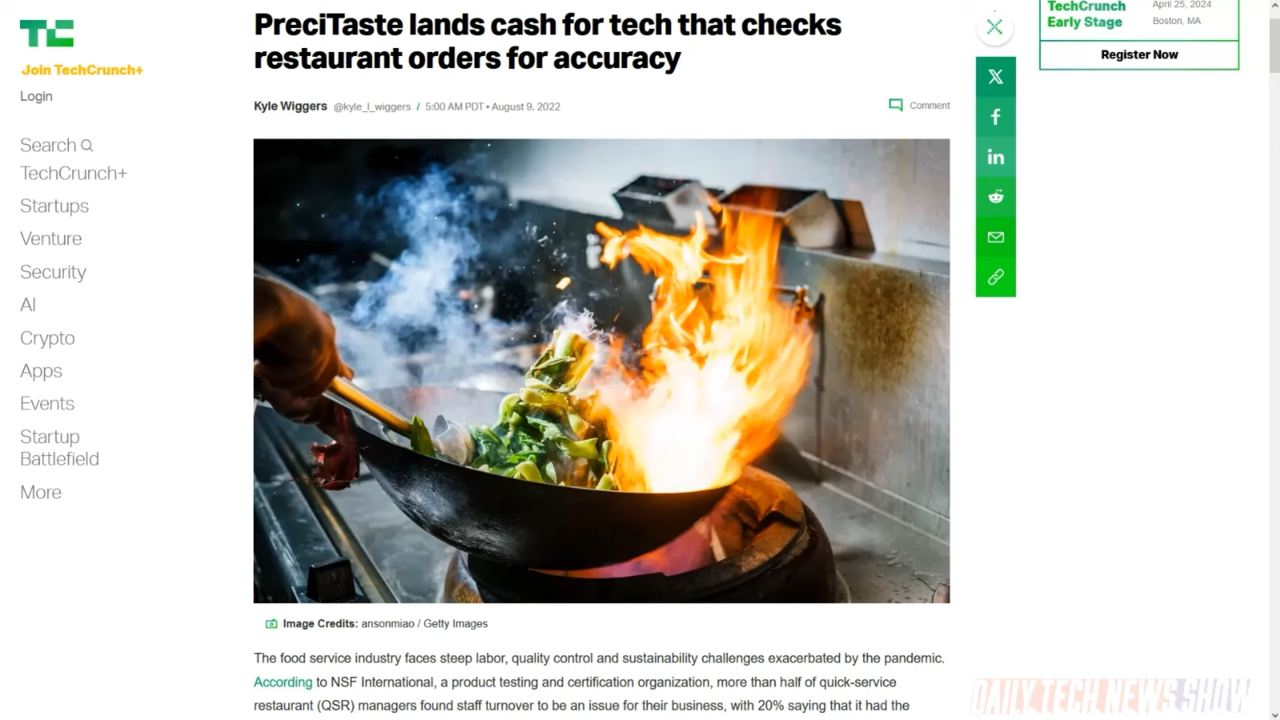 TC
Join TechCrunch+
Login
Search
TechCrunch+
Startups
Venture
Security
AI
Crypto
Apps
Events
Startup
Battlefield
More
PreciTaste lands cash for tech that checks
restaurant orders for accuracy
Kyle Wiggers @kyle_l_wiggers / 5:00 AM PDT • August 9, 2022
Comment
Image Credits: ansonmiao / Getty Images
The food service industry faces steep labor, quality control and sustainability challenges exacerbated by the pandemic.
According to NSF International, a product testing and certification organization, more than half of quick-service
restaurant (QSR) managers found staff turnover to be an issue for their business, with 20% saying that it had the
X
f
in
TechCrunch
Early Stage
April 25, 2024
Boston, MA
Register Now
DAILY TECH NEWS SHOW